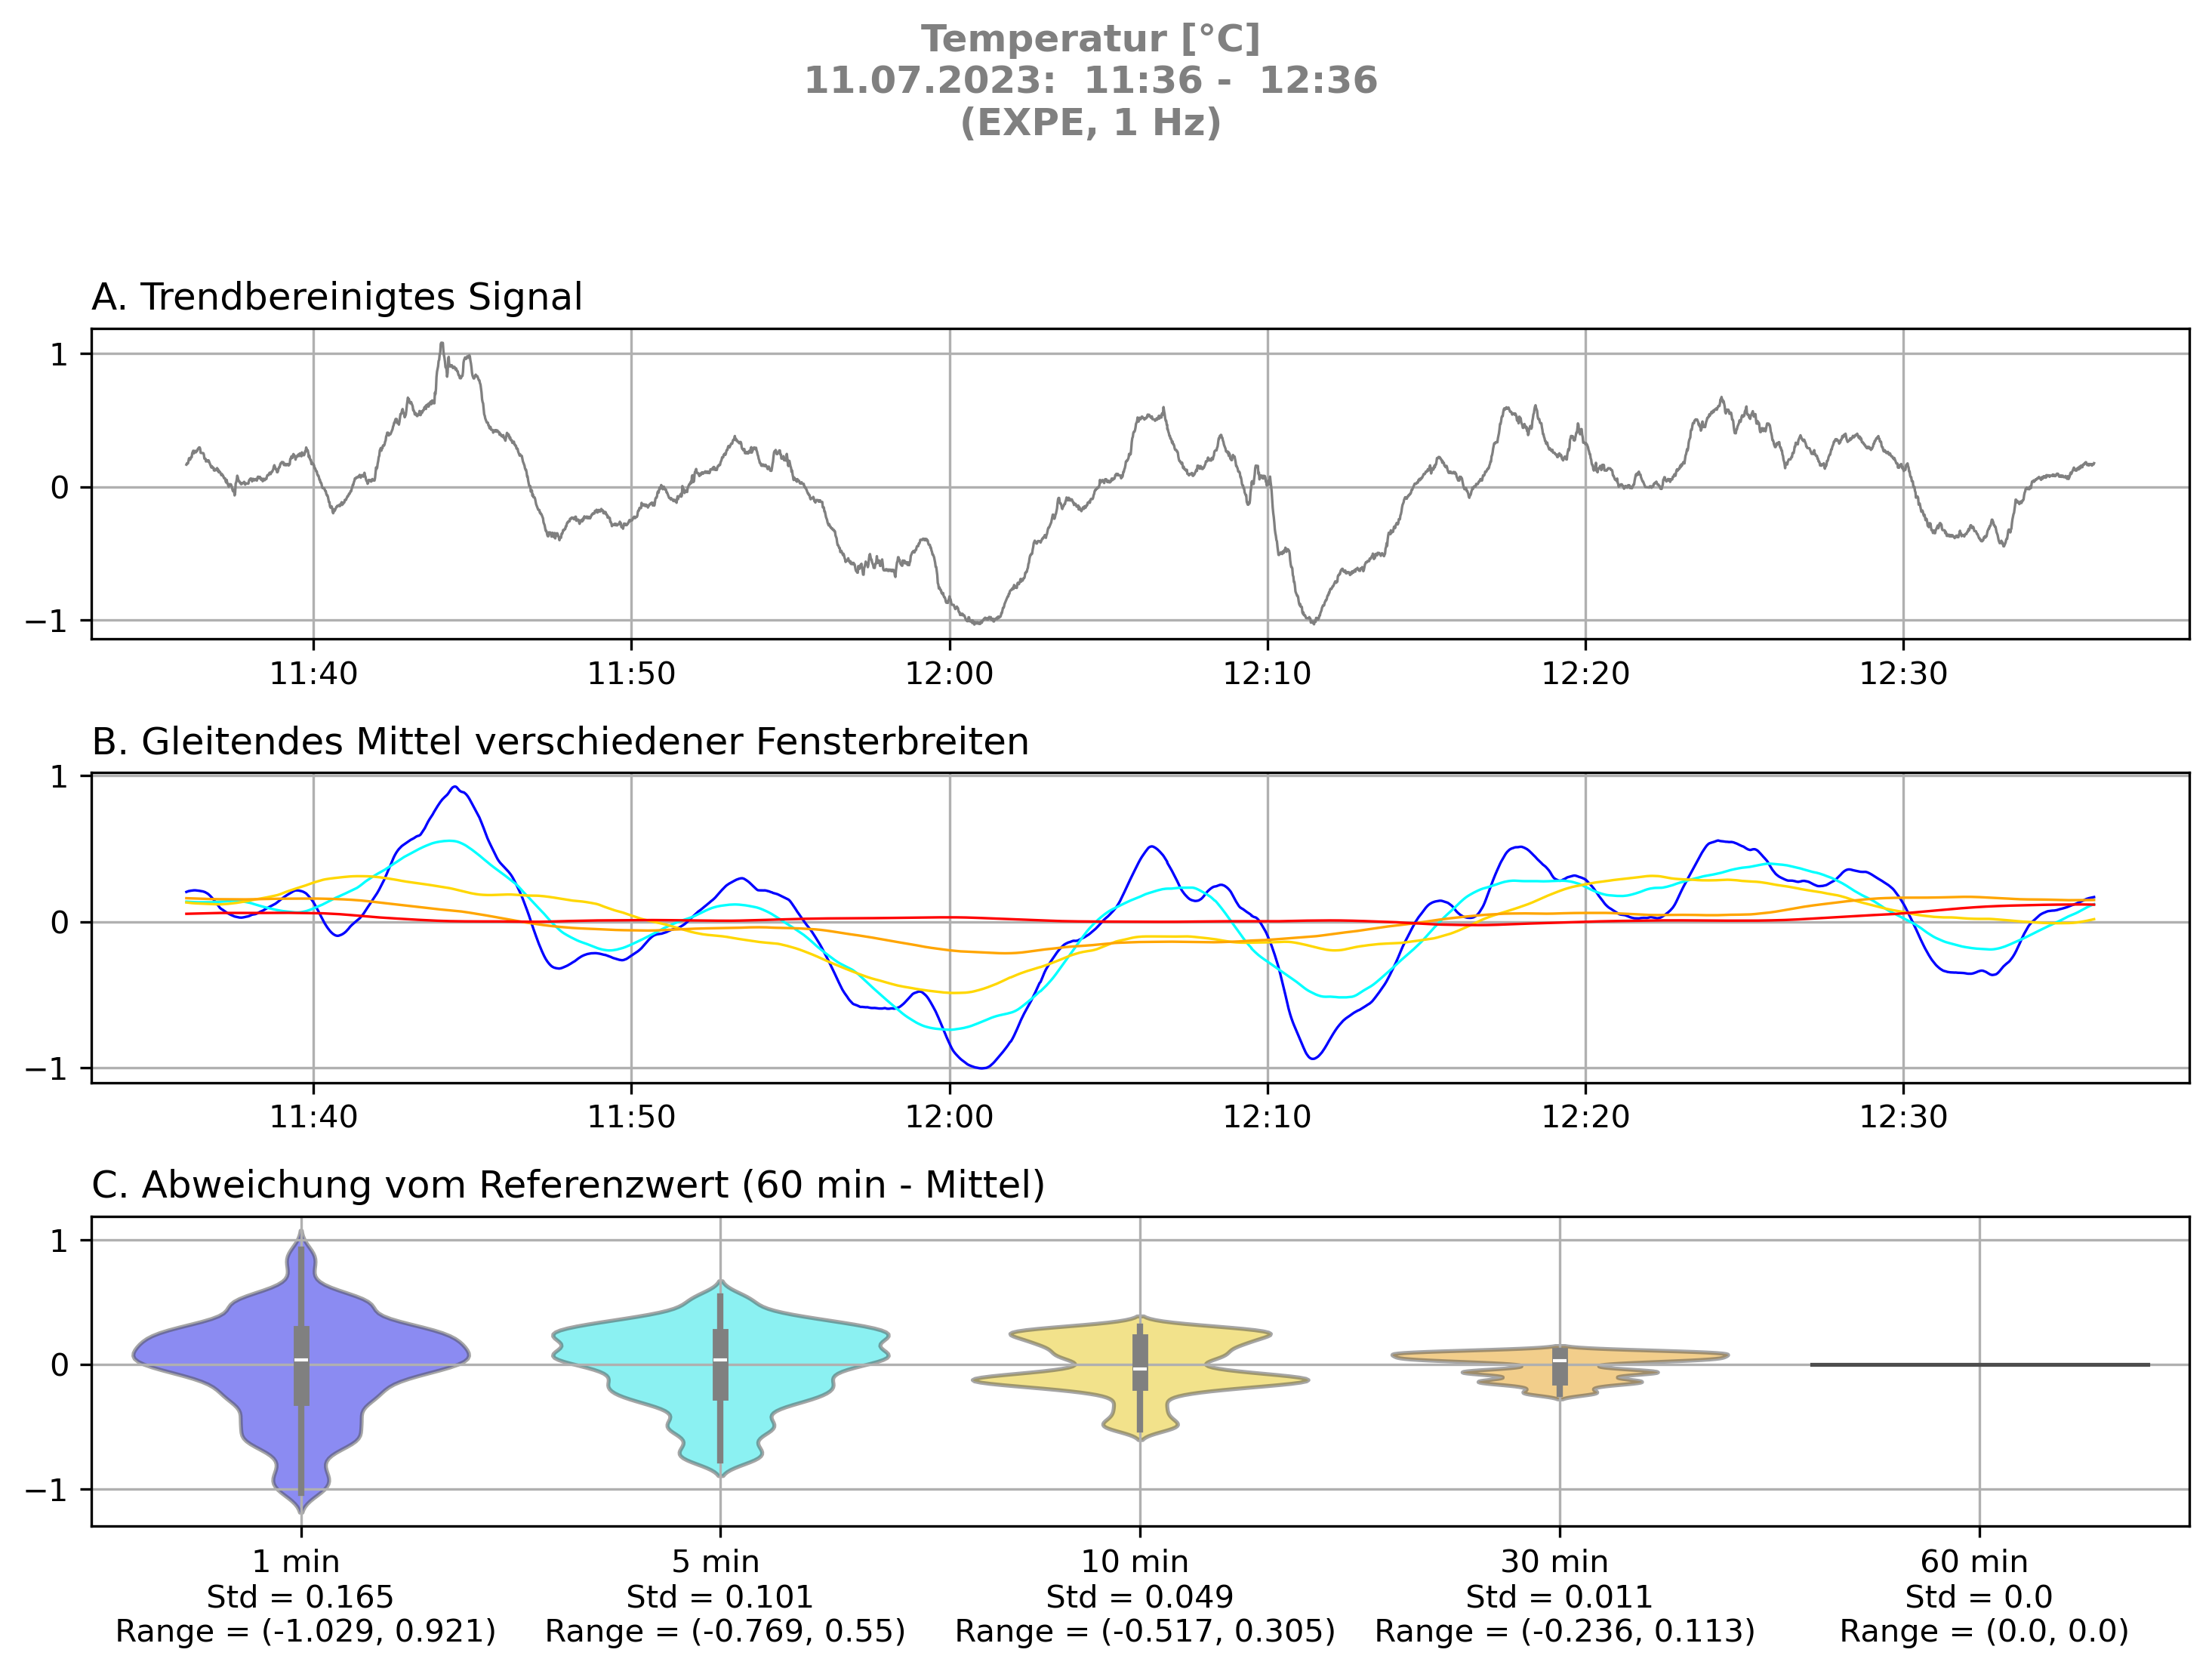 Temperatur [°C]
11.07.2023:  11:36 -  12:36
(EXPE, 1 Hz)
A. Trendbereinigtes Signal
1
0
−1
11:40 11:50 12:00 12:10 12:20 12:30
B. Gleitendes Mittel verschiedener Fensterbreiten
1
0
−1
11:40 11:50 12:00 12:10 12:20 12:30
C. Abweichung vom Referenzwert (60 min - Mittel)
1
0
−1
1 min 5 min 10 min 30 min 60 min
Std = 0.165 Std = 0.101 Std = 0.049 Std = 0.011 Std = 0.0
Range = (-1.029, 0.921) Range = (-0.769, 0.55) Range = (-0.517, 0.305) Range = (-0.236, 0.113) Range = (0.0, 0.0)